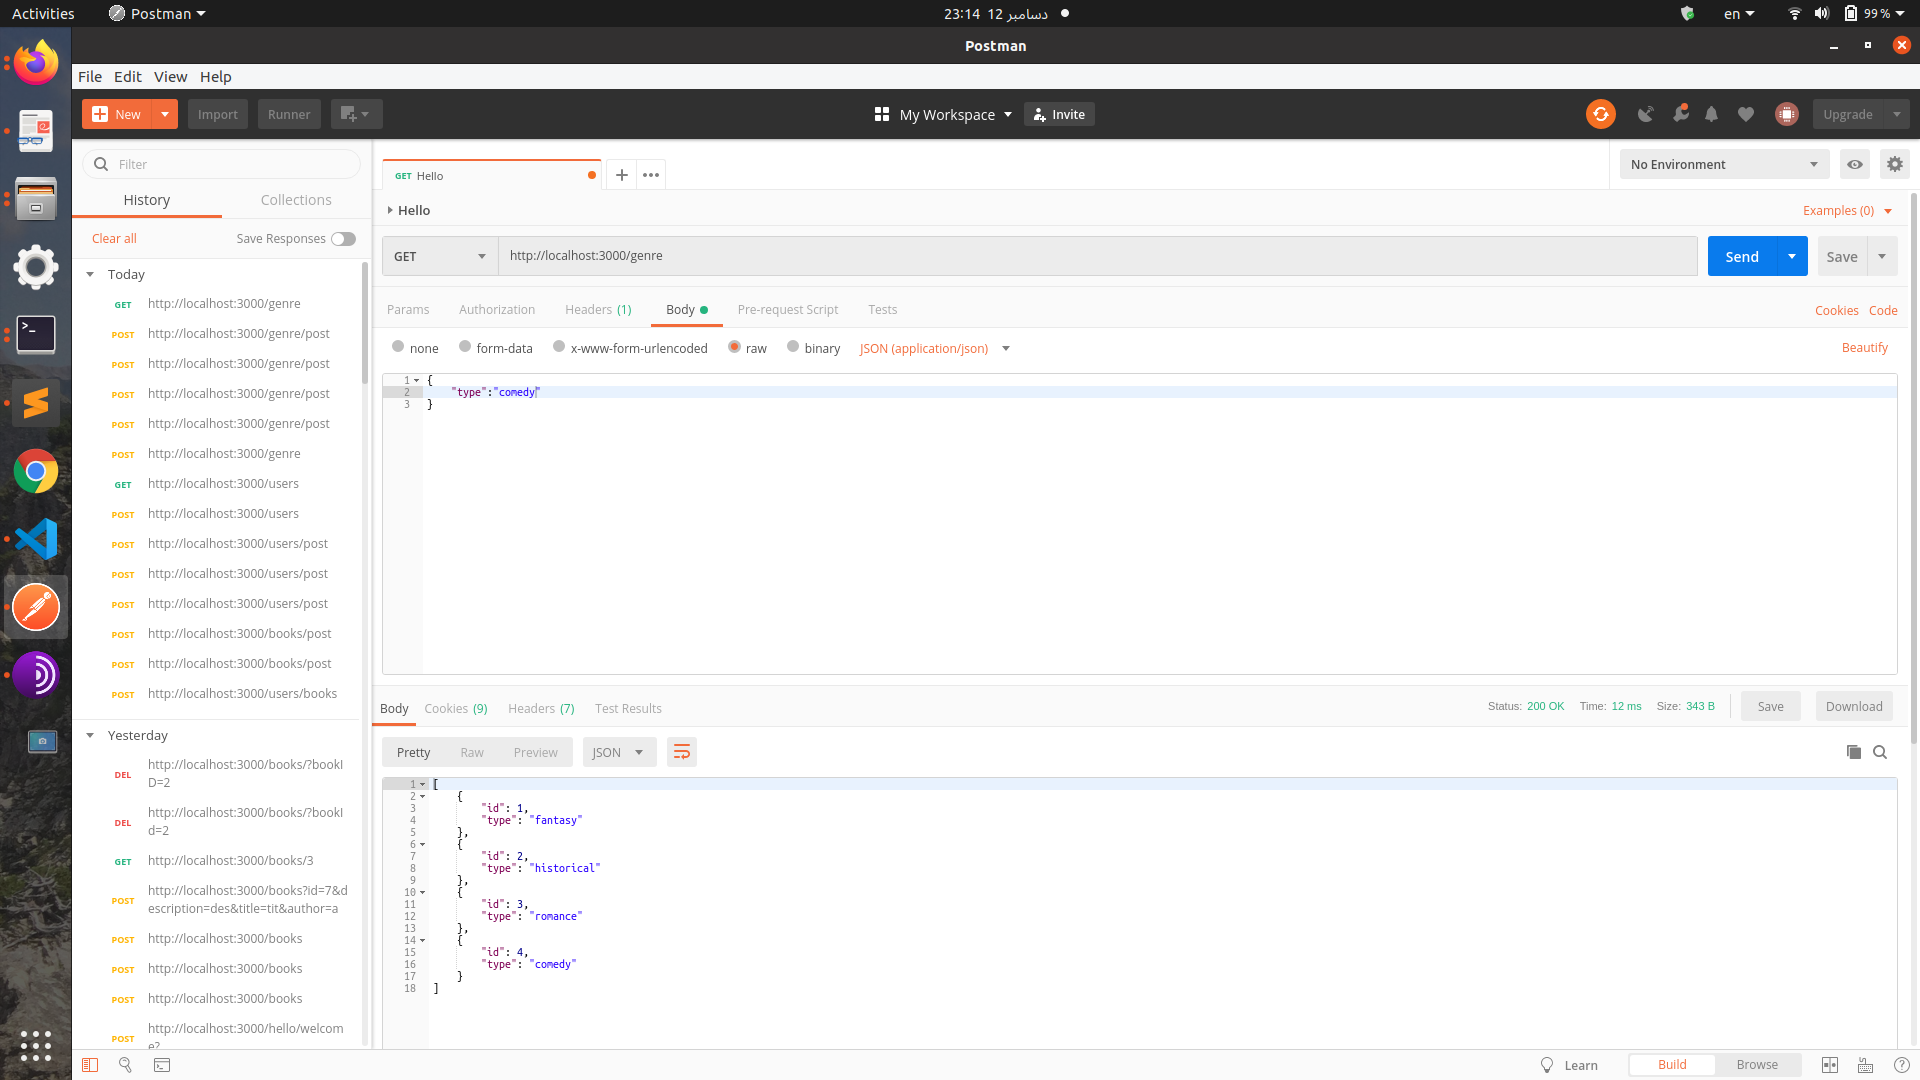 Activities
Postman
23:14 12 دسامبر
en
99 %
Postman
File Edit View Help
New
Import
Runner
My Workspace
Invite
Upgrade
Filter
History
Collections
Clear all
Save Responses
Today
GET http://localhost:3000/genre
POST http://localhost:3000/genre/post
POST http://localhost:3000/genre/post
POST http://localhost:3000/genre/post
POST http://localhost:3000/genre/post
POST http://localhost:3000/genre
GET http://localhost:3000/users
POST http://localhost:3000/users
POST http://localhost:3000/users/post
POST http://localhost:3000/users/post
POST http://localhost:3000/users/post
POST http://localhost:3000/books/post
POST http://localhost:3000/books/post
POST http://localhost:3000/users/books
Yesterday
DEL http://localhost:3000/books/?bookI
D=2
DEL http://localhost:3000/books/?bookI
d=2
GET http://localhost:3000/books/3
POST http://localhost:3000/books?id=7&d
escription=des&title=tit&author=a
POST http://localhost:3000/books
POST http://localhost:3000/books
POST http://localhost:3000/books
POST http://localhost:3000/hello/welcom
e?
GET Hello
No Environment
Hello
Examples (0)
GET
http://localhost:3000/genre
Send
Save
Params
Authorization
Headers (1)
Body
Pre-request Script
Tests
Cookies
Code
none
form-data
x-www-form-urlencoded
raw
binary
JSON (application/json)
Beautify
1 {
2 "type":"comedy"
3 }
Body
Cookies (9)
Headers (7)
Test Results
Status: 200 OK
Time: 12 ms
Size: 343 B
Save
Download
Pretty
Raw
Preview
JSON
1 [
2 {
3 "id": 1,
4 "type": "fantasy"
5 },
6 {
7 "id": 2,
8 "type": "historical"
9 },
10 {
11 "id": 3,
12 "type": "romance"
13 },
14 {
15 "id": 4,
16 "type": "comedy"
17 }
18 ]
Learn
Build
Browse